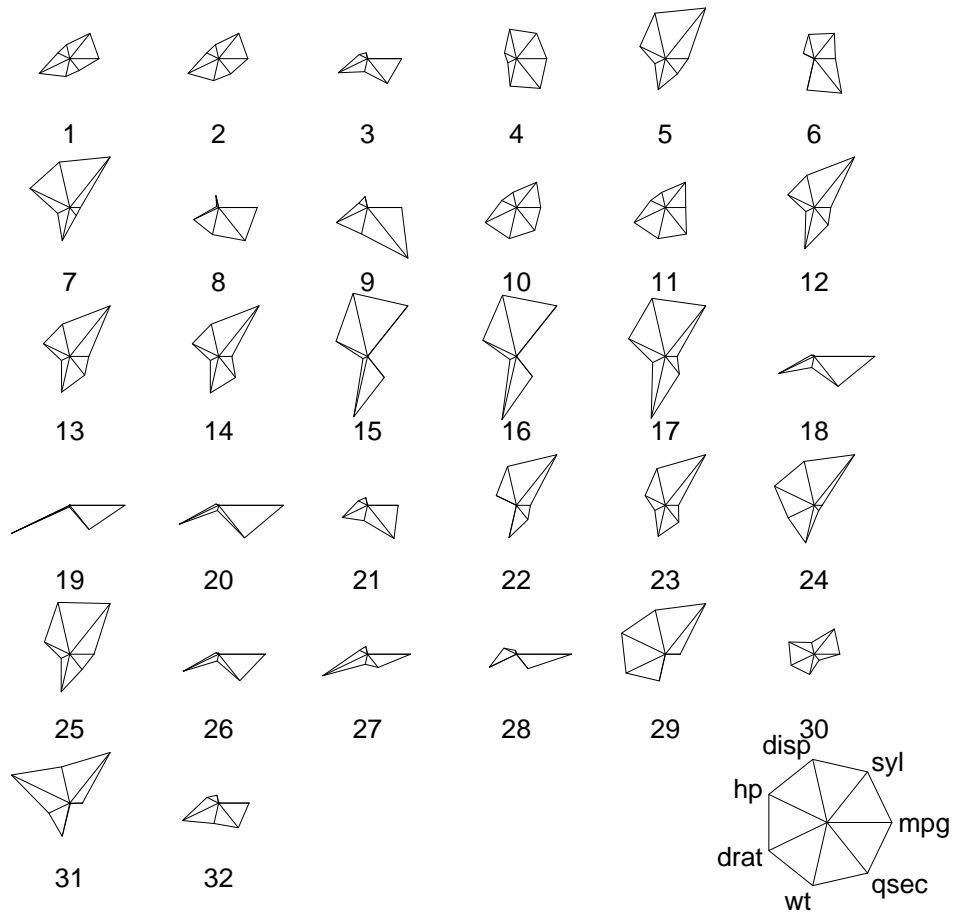 1 2 3 4 5 6
7 8 9 10 11 12
13 14 15 16 17 18
19 20 21 22 23 24
25 26 27 28 29 30
disp
syl
hp
mpg
drat
qsec
wt
31 32